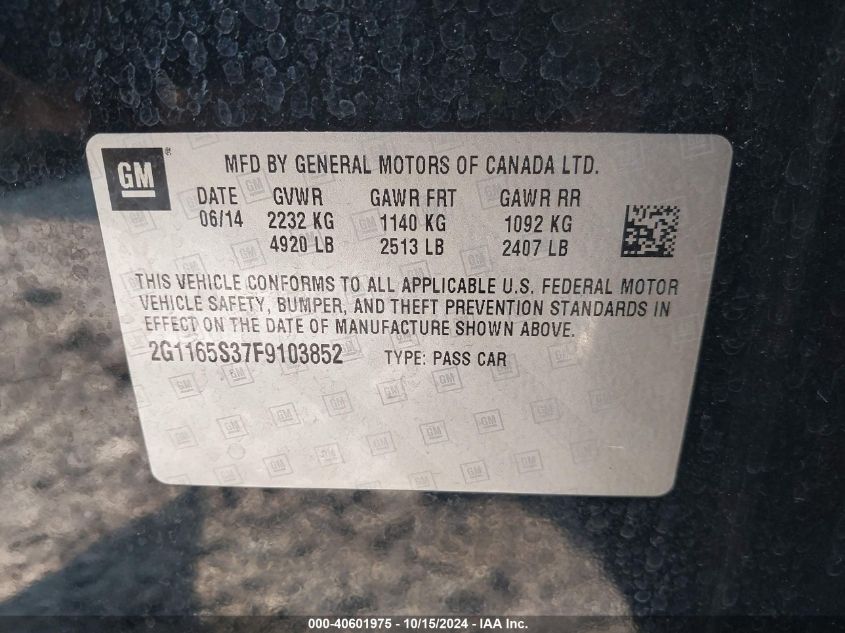 GM ®
MFD BY GENERAL MOTORS OF CANADA LTD.
DATE GVWR GAWR FRT GAWR RR
06/14 2232 KG 1140 KG 1092 KG
4920 LB 2513 LB 2407 LB
THIS VEHICLE CONFORMS TO ALL APPLICABLE U.S. FEDERAL MOTOR
VEHICLE SAFETY, BUMPER, AND THEFT PREVENTION STANDARDS IN
EFFECT ON THE DATE OF MANUFACTURE SHOWN ABOVE.
2G1165S37F9103852 TYPE: PASS CAR
000-40601975 - 10/15/2024 - IAA Inc.